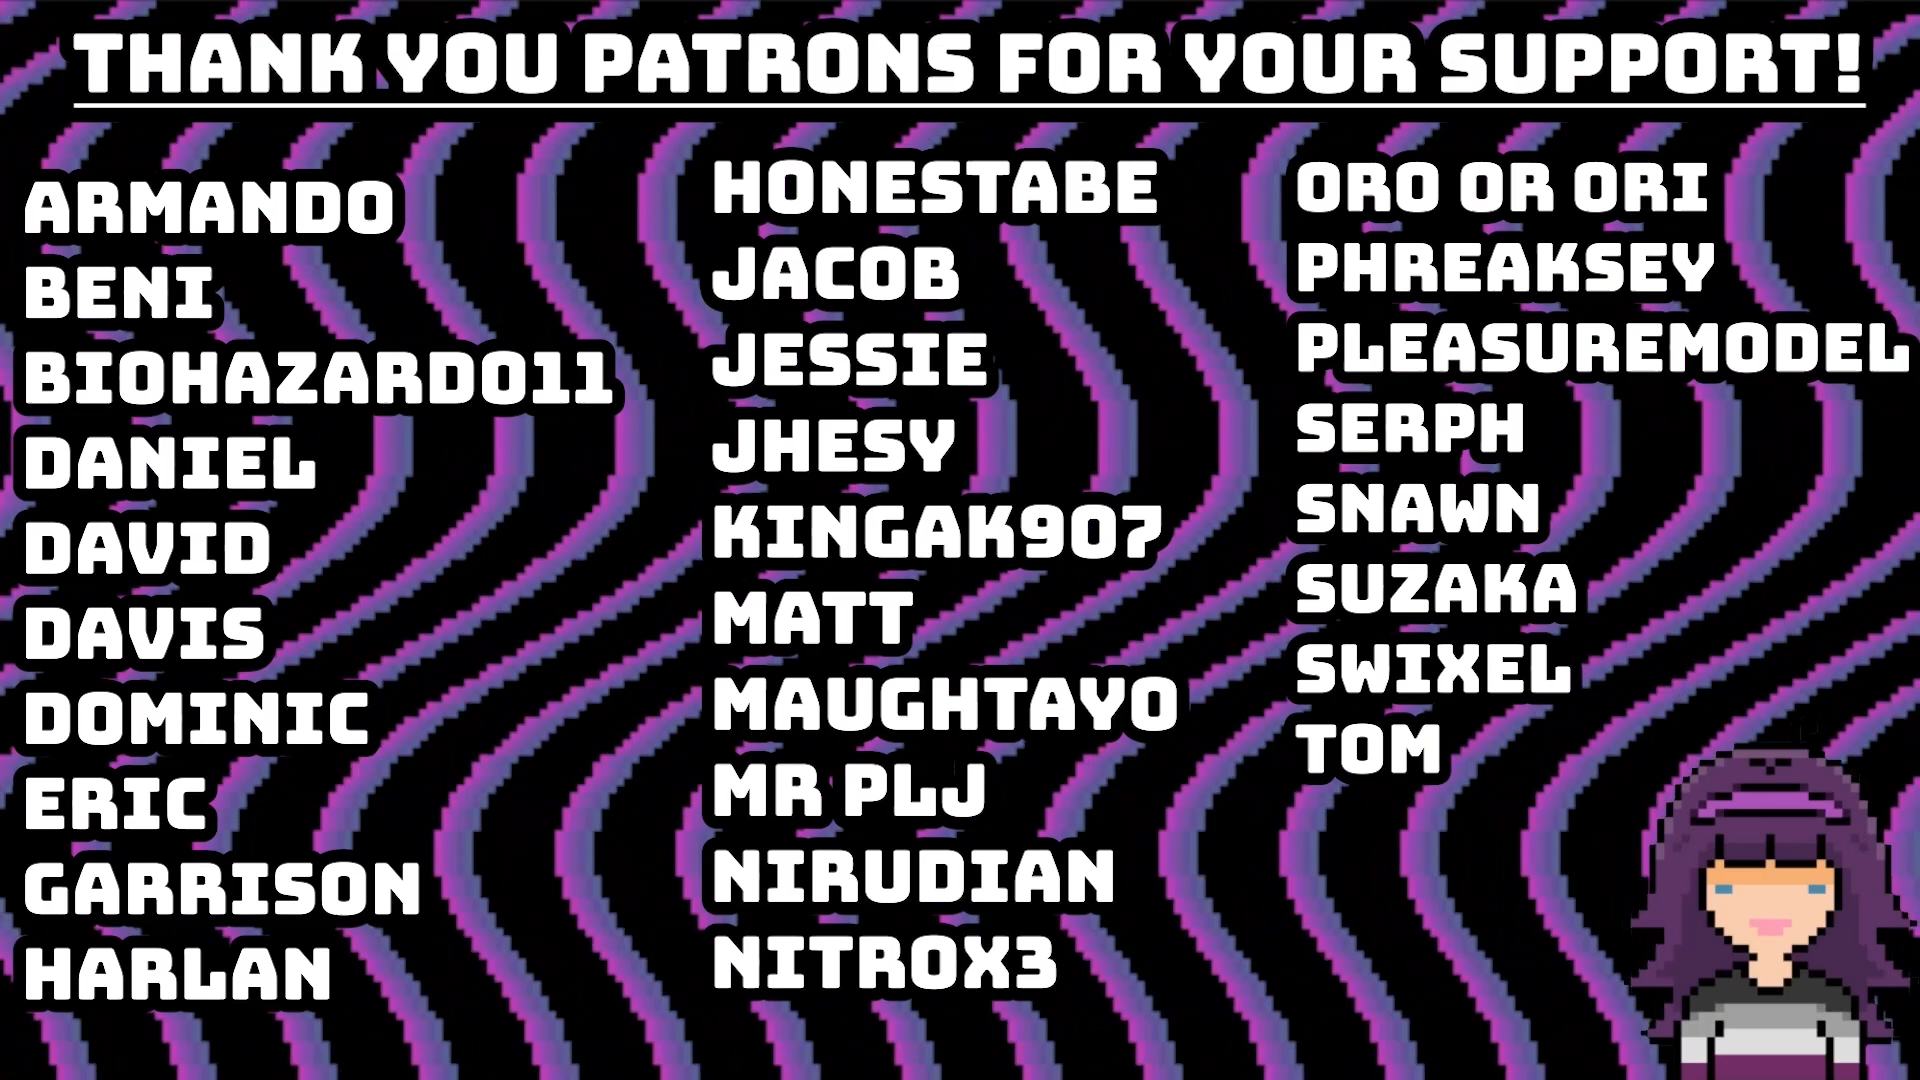 THANK YOU PATRONS FOR YOUR SUPPORT!
ARMANDO
BENI
BIOHAZARDO11
DANIEL
DAVID
DAVIS
DOMINIC
ERIC
GARRISON
HARLAN
HONESTABE
JACOB
JESSIE
JHESY
KINGAK907
MATT
MAUGHTAYO
MR PLJ
NIRUDIAN
NITROX3
ORO OR ORI
PHREAKSEY
PLEASUREMODEL
SERPH
SNAWN
SUZAKA
SWIXEL
TOM